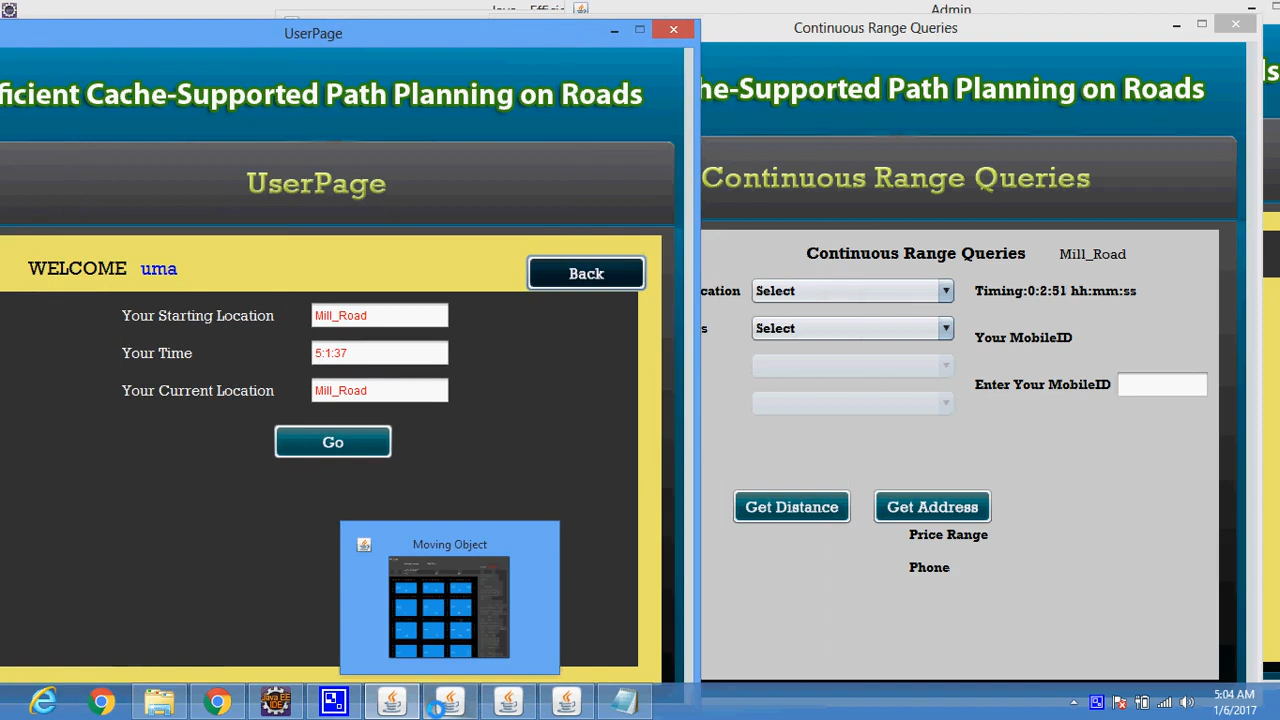 Admin
UserPage
Continuous Range Queries
ficient Cache-Supported Path Planning on Roads
he-Supported Path Planning on Roads
UserPage
Continuous Range Queries
WELCOME uma
Back
Your Starting Location Mill_Road
Your Time 5:1:37
Your Current Location Mill_Road
Go
Continuous Range Queries Mill_Road
cation Select Timing:0:2:51 hh:mm:ss
s Select Your MobileID
Enter Your MobileID
Get Distance Get Address
Price Range
Phone
Moving Object
Java EE
IDE
5:04 AM
1/6/2017